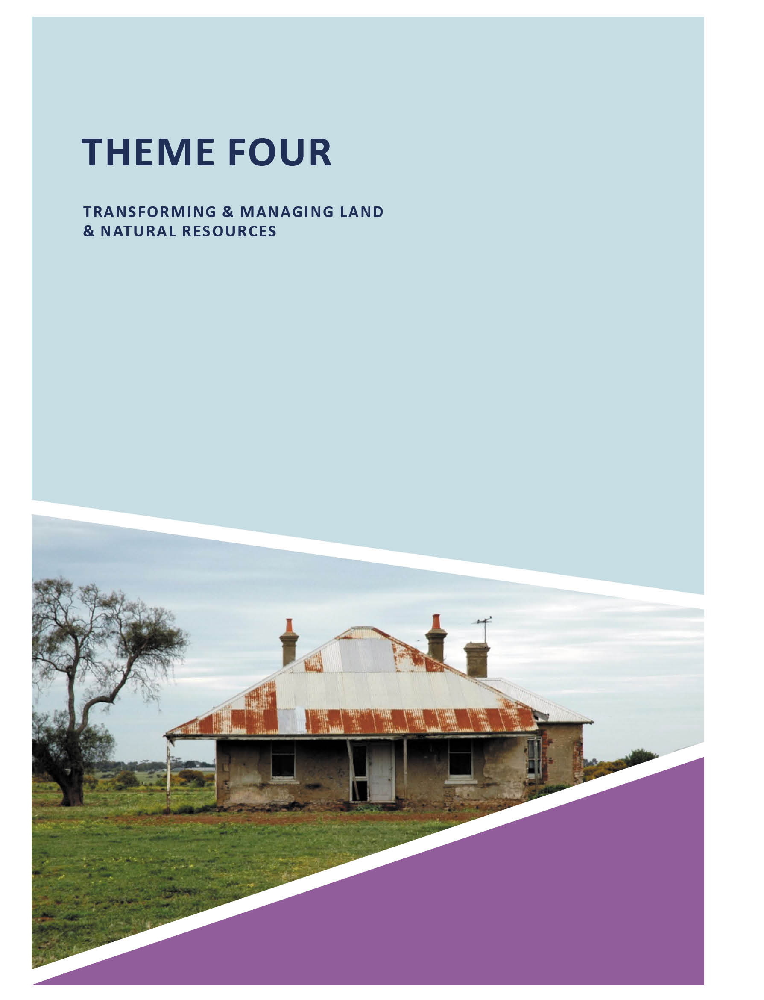 THEME FOUR
TRANSFORMING & MANAGING LAND
& NATURAL RESOURCES